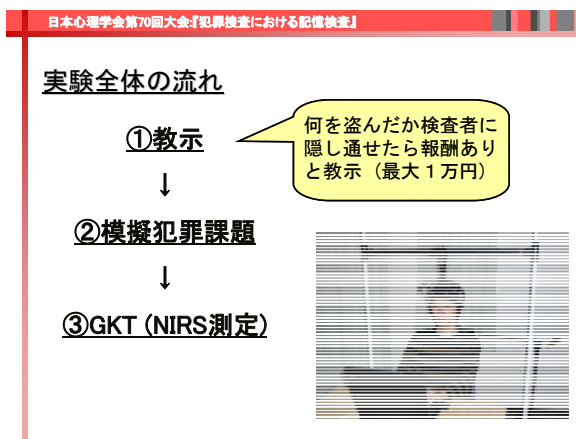 日本心理学会第70回大会:『犯罪捜査における記憶検査』
実験全体の流れ
①教示
何を盗んだか検査者に
隠し通せたら報酬あり
と教示（最大１万円）
↓
②模擬犯罪課題
↓
③GKT (NIRS測定)